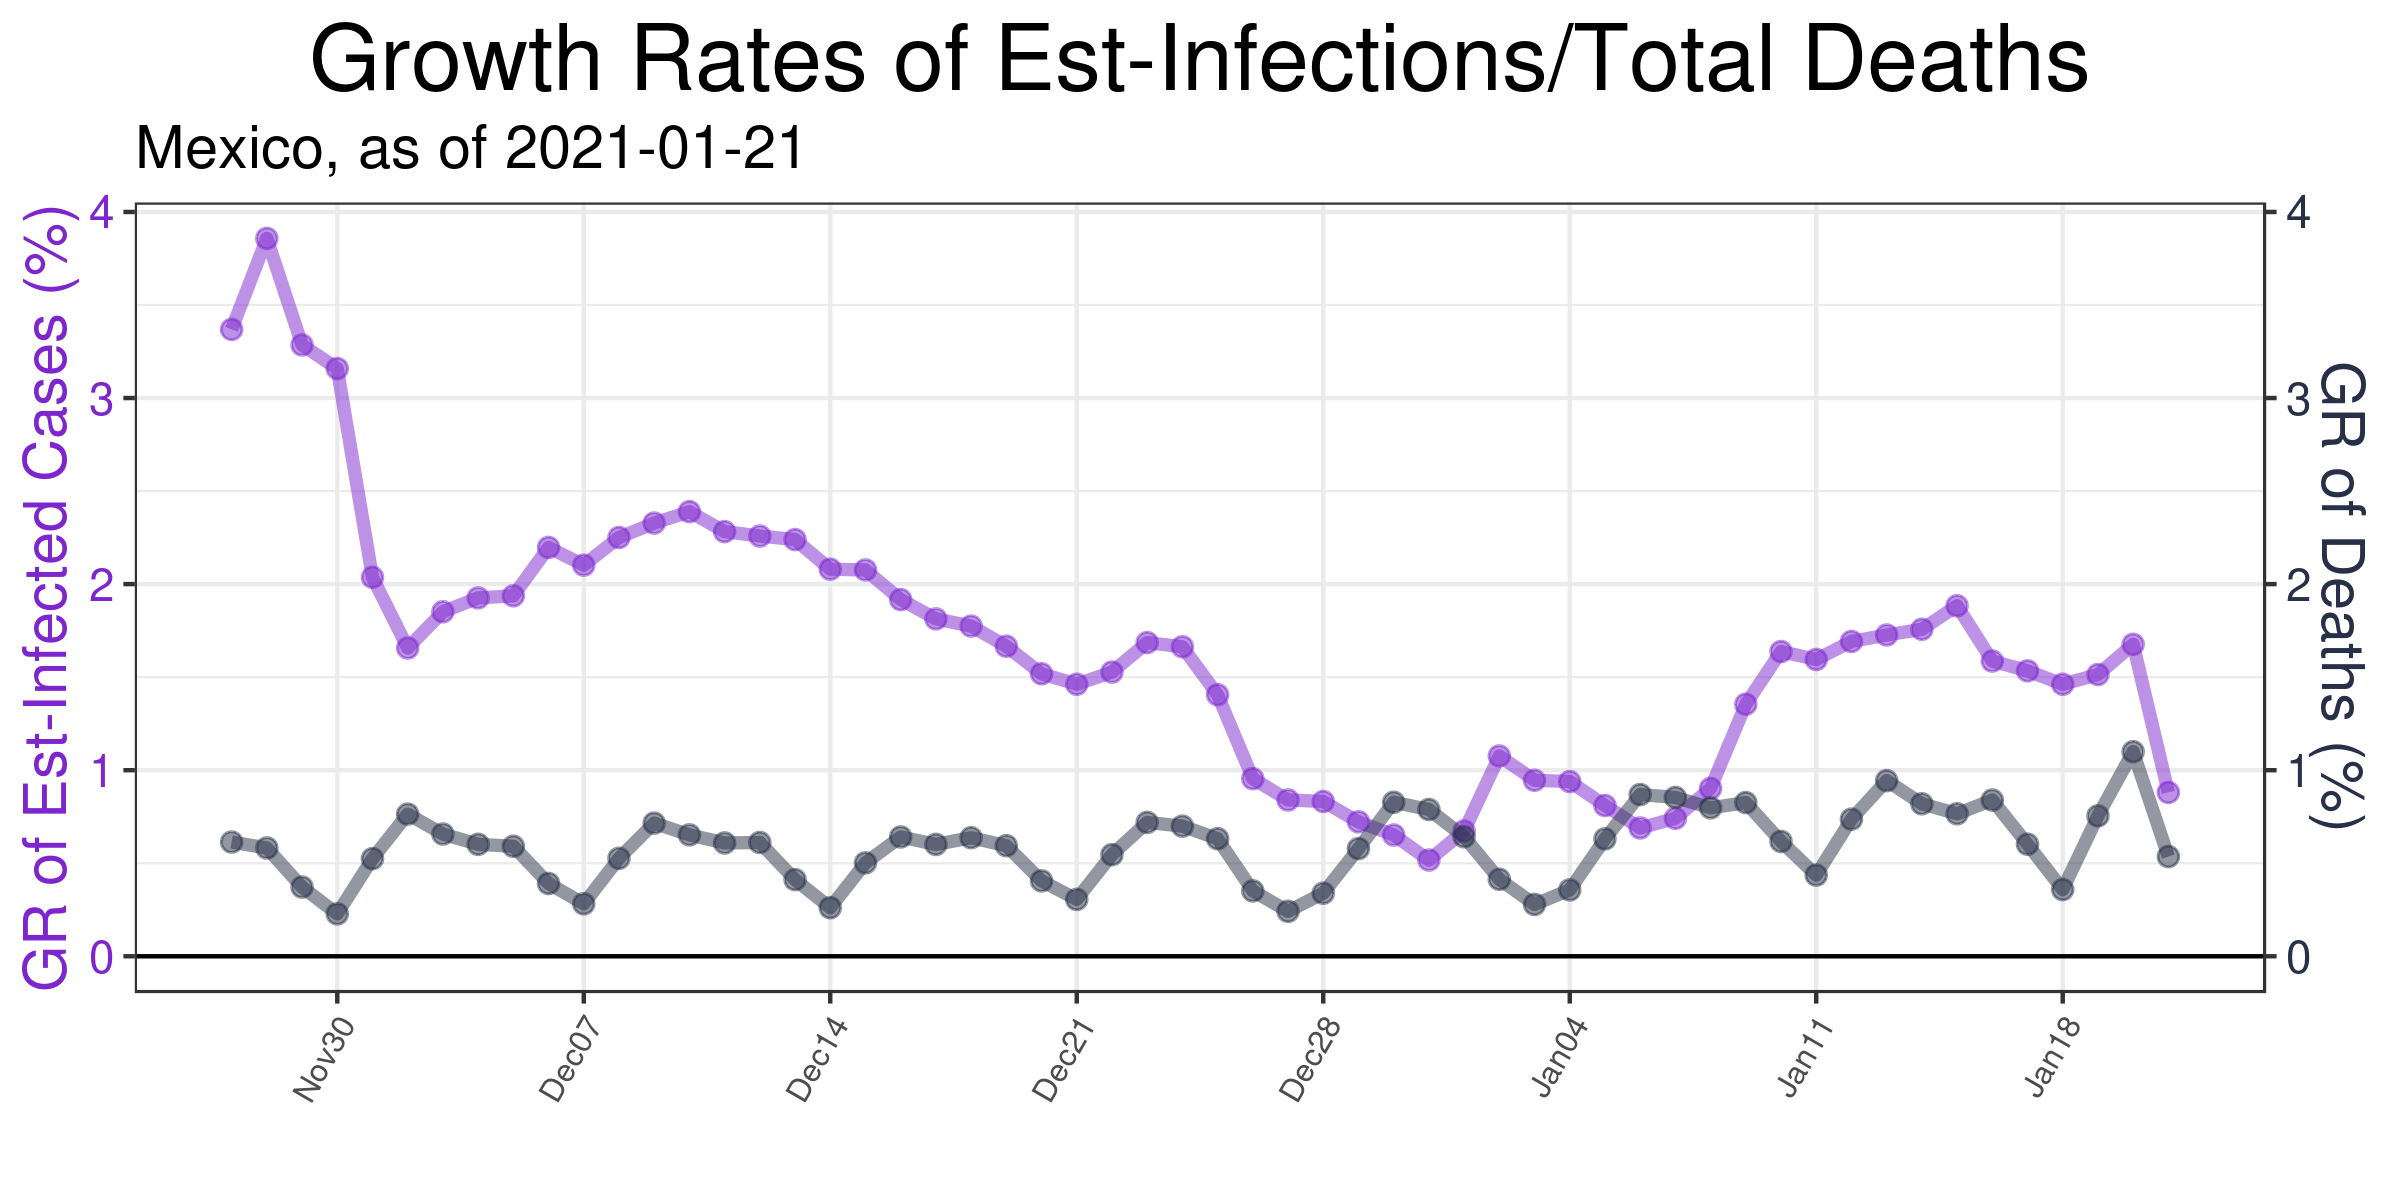 Growth Rates of Est-Infections/Total Deaths
Mexico, as of 2021-01-21
GR of Est-Infected Cases (%)
4
3
2
1
0
4
3
2
1
0
GR of Deaths (%)
Nov30
Dec07
Dec14
Dec21
Dec28
Jan04
Jan11
Jan18